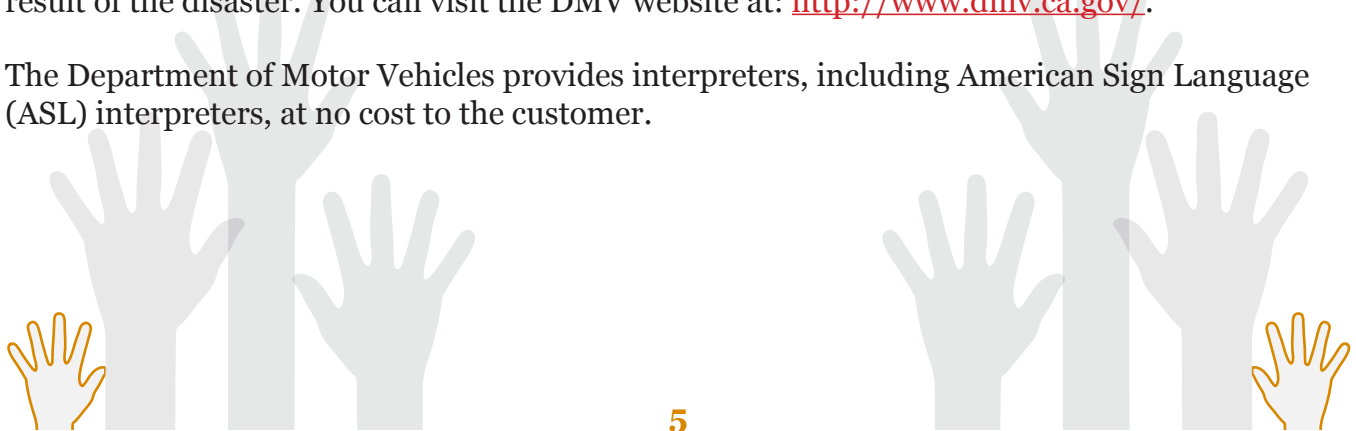 result of the disaster. You can visit the DMV website at: http://www.dmv.ca.gov/.
The Department of Motor Vehicles provides interpreters, including American Sign Language
(ASL) interpreters, at no cost to the customer.
5